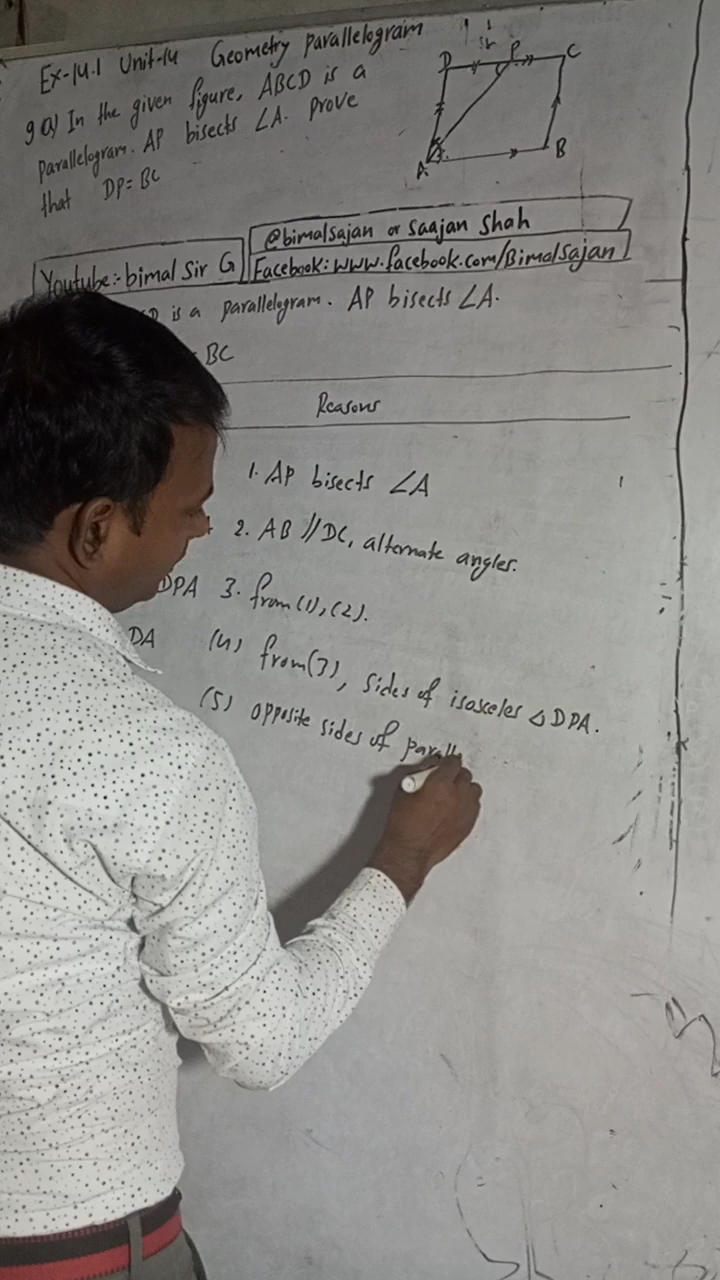 Ex-14.1 Unit-14 Geometry parallelogram
9 a) In the given figure, ABCD is a
parallelogram. AP bisects ∠A. prove
that DP = BC
D P C
A B
Youtube:- bimal Sir G
@bimalsajan or Saajan Shah
Facebook: www.facebook.com/Bimalsajan
is a parallelogram. AP bisects ∠A.
BC
Reasons
1. AP bisects ∠A
2. AB // DC, alternate angles.
DPA 3. from (1), (2).
DA (4) from (3), sides of isosceles △ DPA.
(5) opposite sides of parall